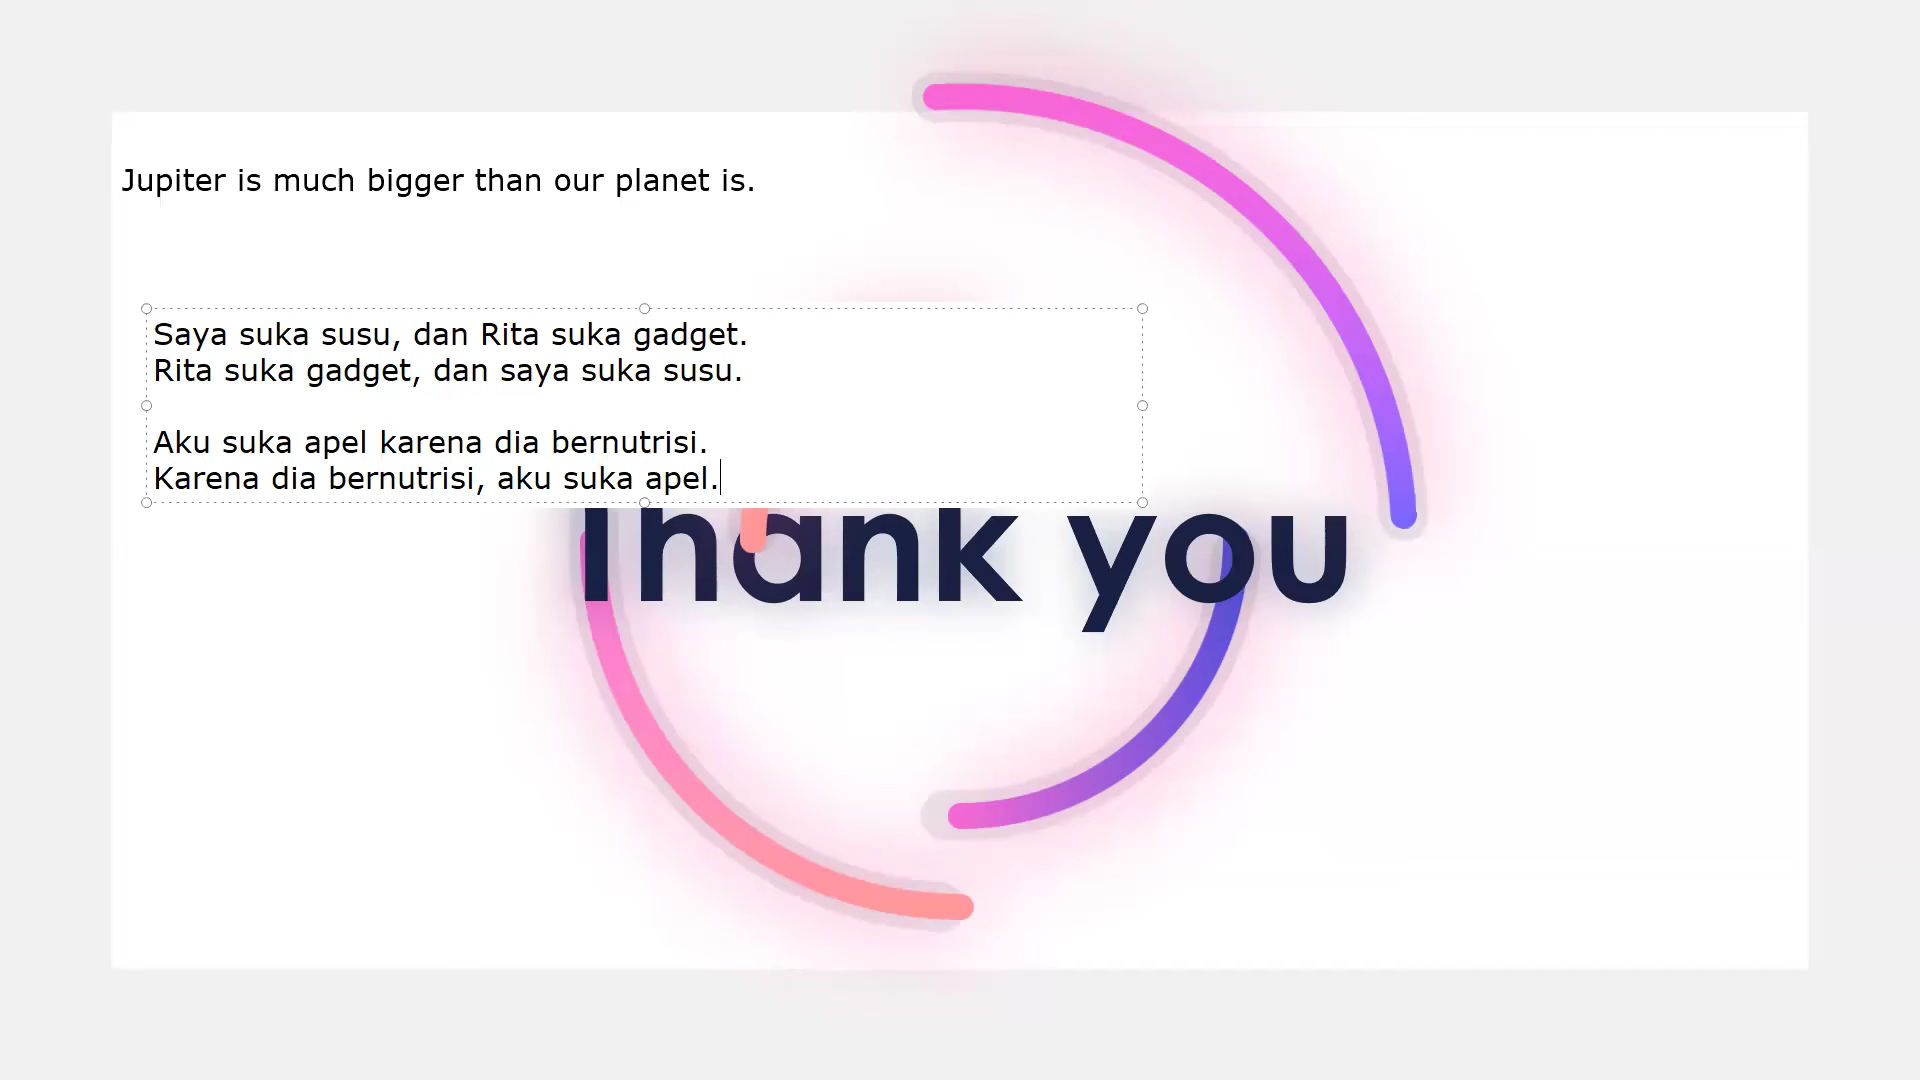 Jupiter is much bigger than our planet is.
Saya suka susu, dan Rita suka gadget.
Rita suka gadget, dan saya suka susu.
Aku suka apel karena dia bernutrisi.
Karena dia bernutrisi, aku suka apel.
Thank you